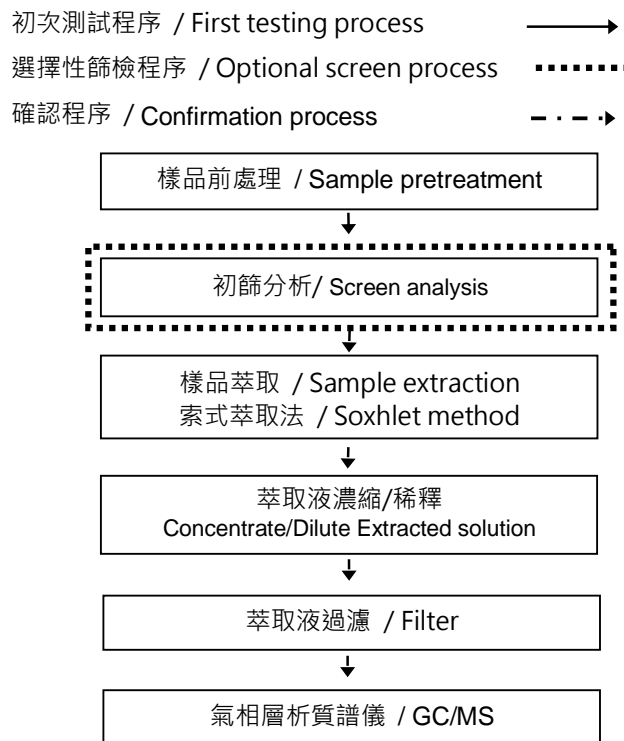 初次測試程序 / First testing process
選擇性篩檢程序 / Optional screen process
確認程序 / Confirmation process
樣品前處理 / Sample pretreatment
初篩分析/ Screen analysis
樣品萃取 / Sample extraction
索式萃取法 / Soxhlet method
萃取液濃縮/稀釋
Concentrate/Dilute Extracted solution
萃取液過濾 / Filter
氣相層析質譜儀 / GC/MS